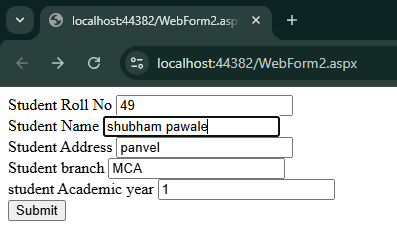 localhost:44382/WebForm2.asp
localhost:44382/WebForm2.aspx
Student Roll No 49
Student Name shubham pawale
Student Address panvel
Student branch MCA
student Academic year 1
Submit